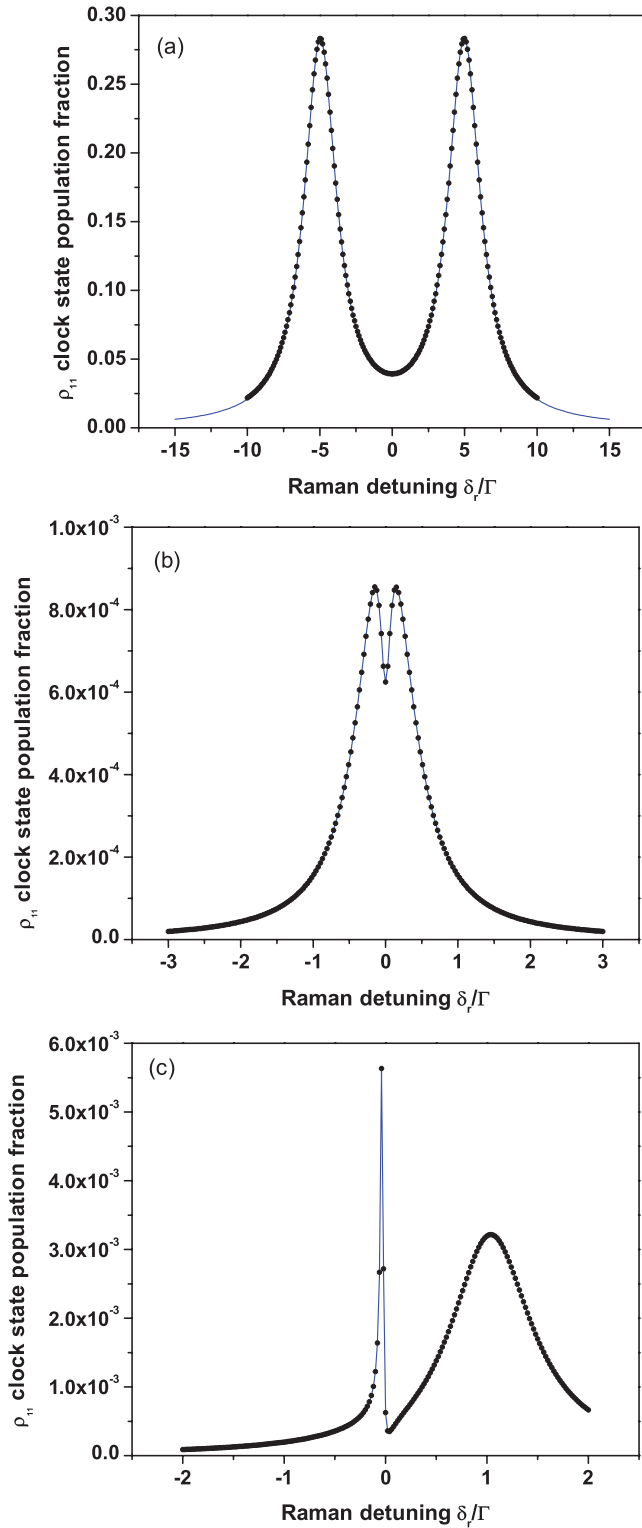 (a)
0.30
0.25
0.20
0.15
0.10
0.05
0.00
ρ₁₁ clock state population fraction
-15 -10 -5 0 5 10 15
Raman detuning δᵣ/Γ
(b)
1.0x10⁻³
8.0x10⁻⁴
6.0x10⁻⁴
4.0x10⁻⁴
2.0x10⁻⁴
0.0
ρ₁₁ clock state population fraction
-3 -2 -1 0 1 2 3
Raman detuning δᵣ/Γ
(c)
6.0x10⁻³
5.0x10⁻³
4.0x10⁻³
3.0x10⁻³
2.0x10⁻³
1.0x10⁻³
0.0
ρ₁₁ clock state population fraction
-2 -1 0 1 2
Raman detuning δᵣ/Γ